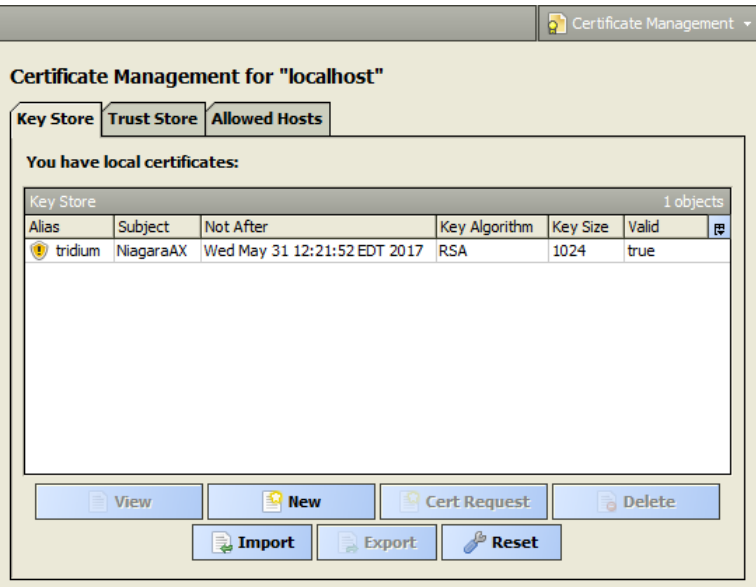 Certificate Management
Certificate Management for "localhost"
Key Store Trust Store Allowed Hosts
You have local certificates:
Key Store 1 objects
Alias Subject Not After Key Algorithm Key Size Valid
tridium NiagaraAX Wed May 31 12:21:52 EDT 2017 RSA 1024 true
View New Cert Request Delete
Import Export Reset